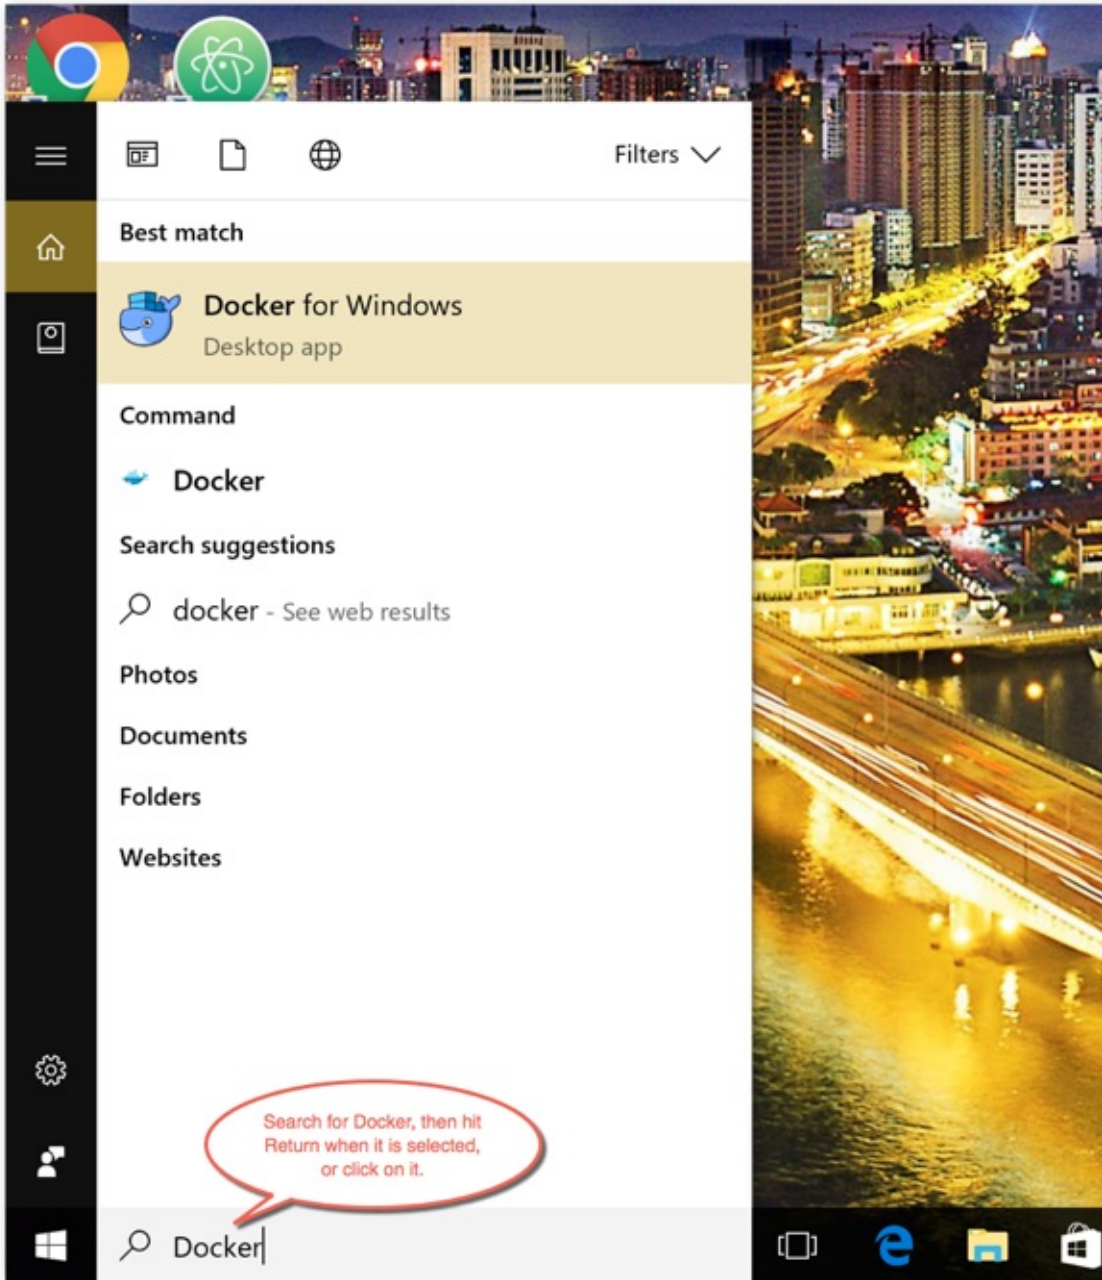 Filters
Best match
Docker for Windows
Desktop app
Command
Docker
Search suggestions
docker - See web results
Photos
Documents
Folders
Websites
Search for Docker, then hit
Return when it is selected,
or click on it.
Docker